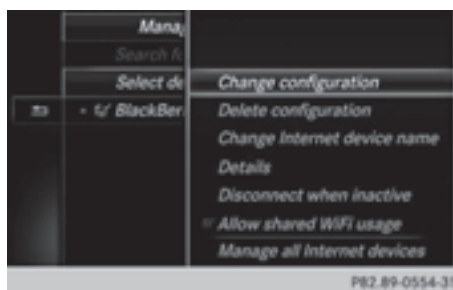 Mana
Search fo
Select de
BlackBer
Change configuration
Delete configuration
Change Internet device name
Details
Disconnect when inactive
Allow shared WiFi usage
Manage all Internet devices
P82.89-0554-31